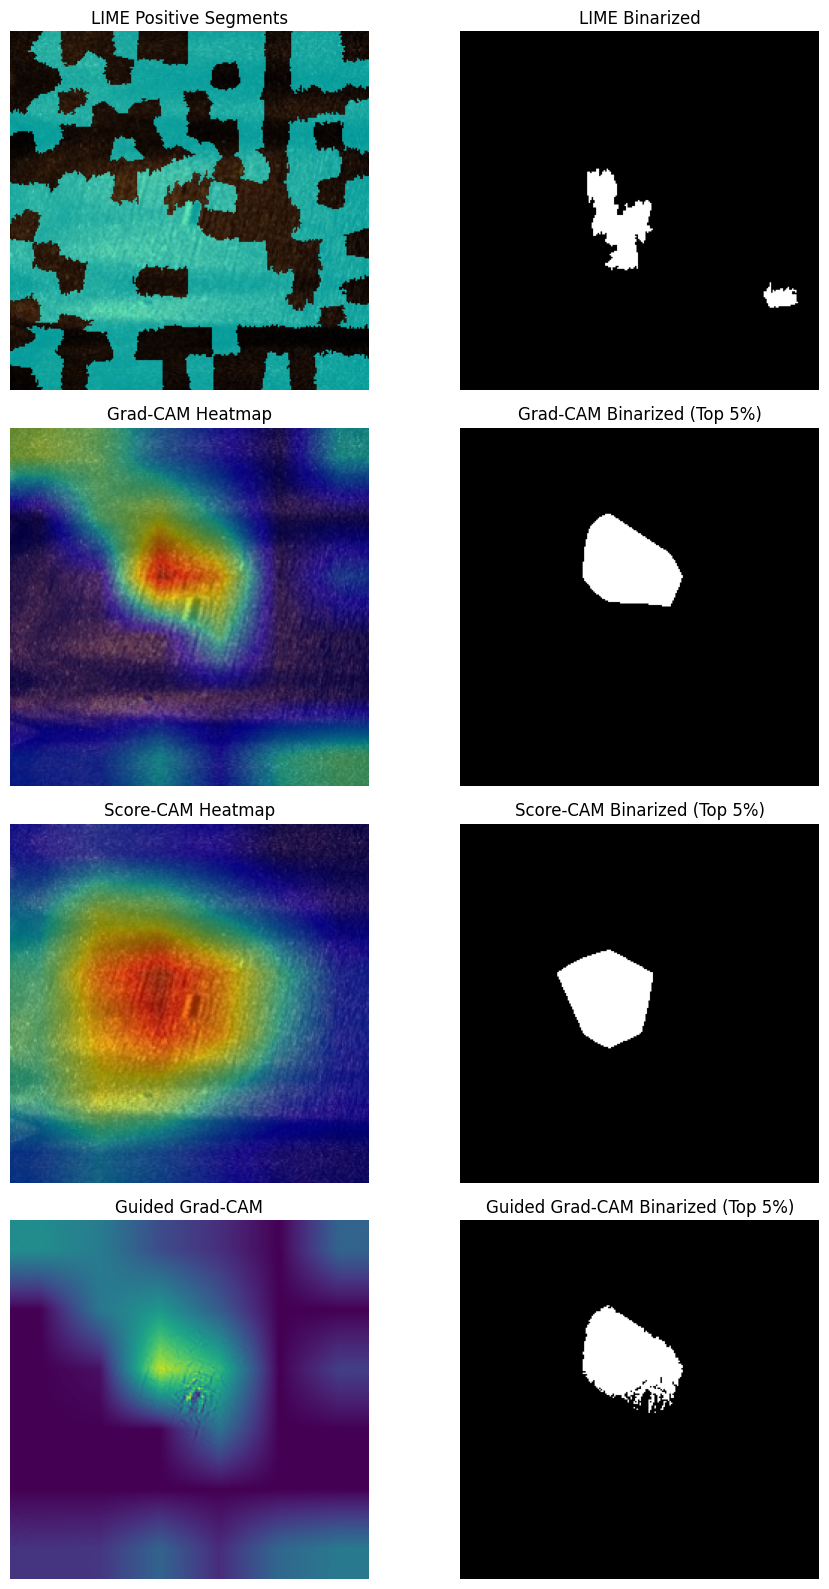 LIME Positive Segments
LIME Binarized
Grad-CAM Heatmap
Grad-CAM Binarized (Top 5%)
Score-CAM Heatmap
Score-CAM Binarized (Top 5%)
Guided Grad-CAM
Guided Grad-CAM Binarized (Top 5%)